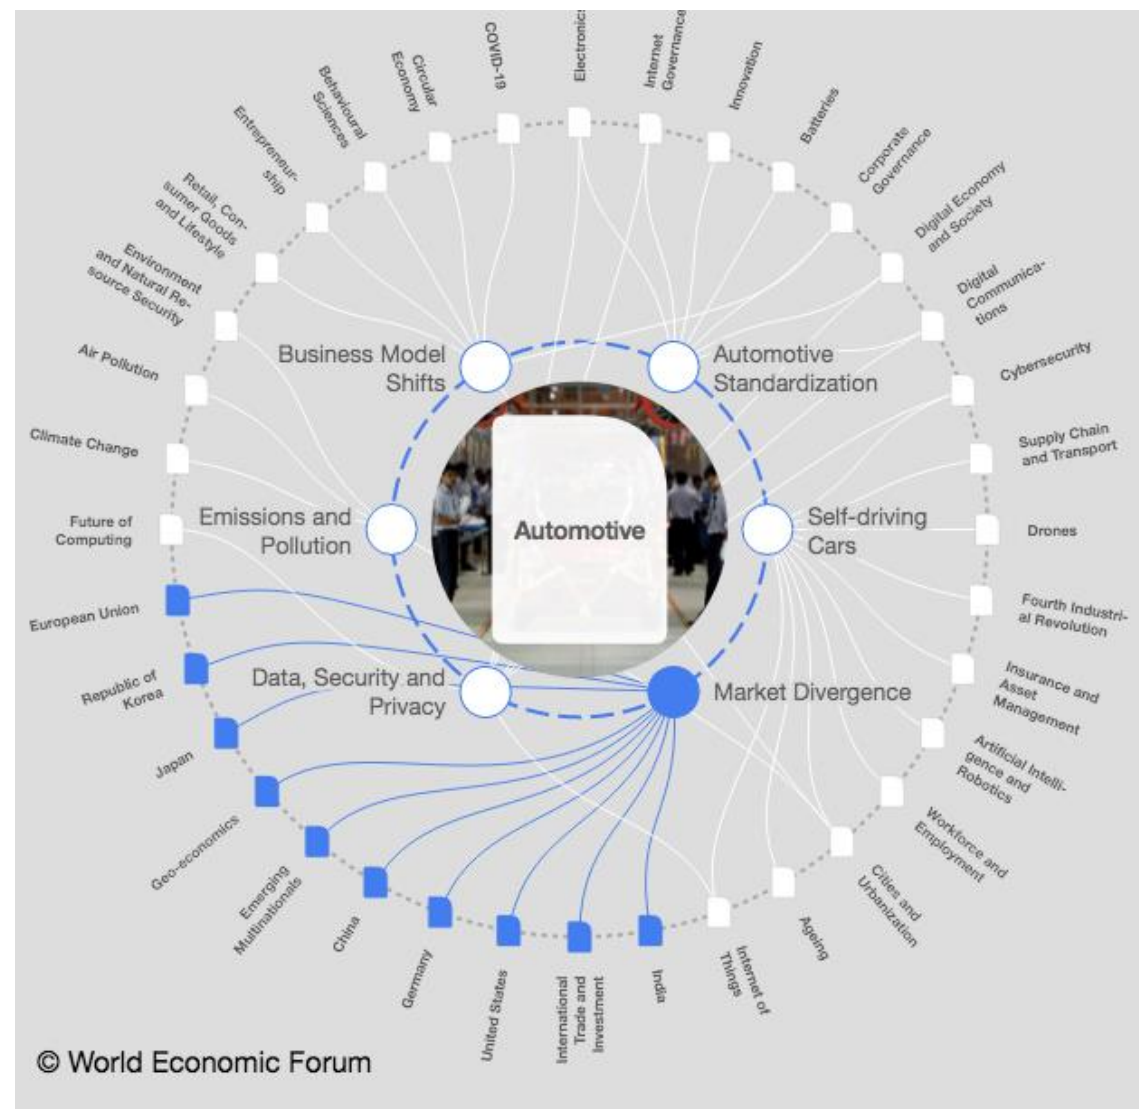 COVID-19
Electronics
Internet
Governance
Innovation
Batteries
Corporate
Governance
Digital Economy
and Society
Digital
Communica-
tions
Cybersecurity
Supply Chain
and Transport
Drones
Fourth Industri-
al Revolution
Insurance and
Asset
Management
Artificial Intelli-
gence and
Robotics
Workforce and
Employment
Cities and
Urbanization
Ageing
Internet of
Things
India
International
Trade and
Investment
United States
Germany
China
Emerging
Multinationals
Geo-economics
Japan
Republic of
Korea
European Union
Future of
Computing
Climate Change
Air Pollution
Environment
and Natural Re-
source Security
Retail, Con-
sumer Goods
and Lifestyle
Entrepreneur-
ship
Behavioural
Sciences
Circular
Economy
Business Model
Shifts
Automotive
Standardization
Emissions and
Pollution
Automotive
Self-driving
Cars
Data, Security and
Privacy
Market Divergence
© World Economic Forum